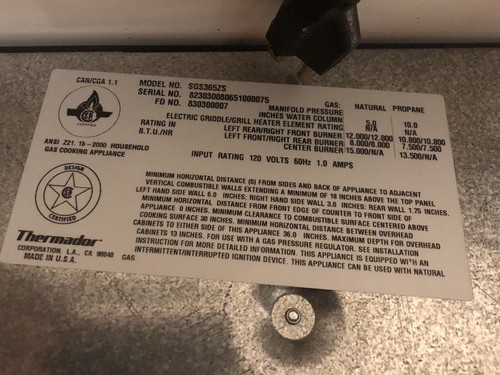 CAN/CGA 1.1
MODEL NO. SGS365ZS
SERIAL NO. 823030080651000075
FD NO. 830300007
GAS: NATURAL PROPANE
MANIFOLD PRESSURE
INCHES WATER COLUMN 5.0 10.0
ELECTRIC GRIDDLE/GRILL HEATER ELEMENT RATING N/A N/A
RATING IN LEFT REAR/RIGHT FRONT BURNER 12,000/12,000 10,800/10,800
B.T.U./HR LEFT FRONT/RIGHT REAR BURNER 8,000/8,000 7,500/7,500
CENTER BURNER 15,000/N/A 13,500/N/A
INPUT RATING 120 VOLTS 60Hz 1.0 AMPS
CERTIFIED
ANSI Z21.1b-2000 HOUSEHOLD
GAS COOKING APPLIANCE
DESIGN
CERTIFIED
MINIMUM HORIZONTAL DISTANCE (S) FROM SIDES AND BACK OF APPLIANCE TO ADJACENT
VERTICAL COMBUSTIBLE WALLS EXTENDING A MINIMUM OF 18 INCHES ABOVE THE TOP PANEL
LEFT HAND SIDE WALL 6.0 INCHES: RIGHT HAND SIDE WALL 3.0 INCHES: REAR WALL 1.75 INCHES.
MINIMUM HORIZONTAL DISTANCE FROM FRONT EDGE OF COUNTER TO FRONT SIDE OF
APPLIANCE 0 INCHES. MINIMUM CLEARANCE TO COMBUSTIBLE SURFACE CENTERED ABOVE
COOKING SURFACE 30 INCHES. MINIMUM DISTANCE BETWEEN OVERHEAD
CABINETS TO EITHER SIDE OF THIS APPLIANCE 36.0 INCHES. MAXIMUM DEPTH FOR OVERHEAD
CABINETS 13 INCHES. FOR USE WITH A GAS PRESSURE REGULATOR. SEE INSTALLATION
INSTRUCTION FOR MORE DETAILED INFORMATION. THIS APPLIANCE IS EQUIPPED WITH AN
INTERMITTENT/INTERRUPTED IGNITION DEVICE. THIS APPLIANCE CAN BE USED WITH NATURAL
GAS
Thermador
CORPORATION, L.A., CA 90040
MADE IN U.S.A.